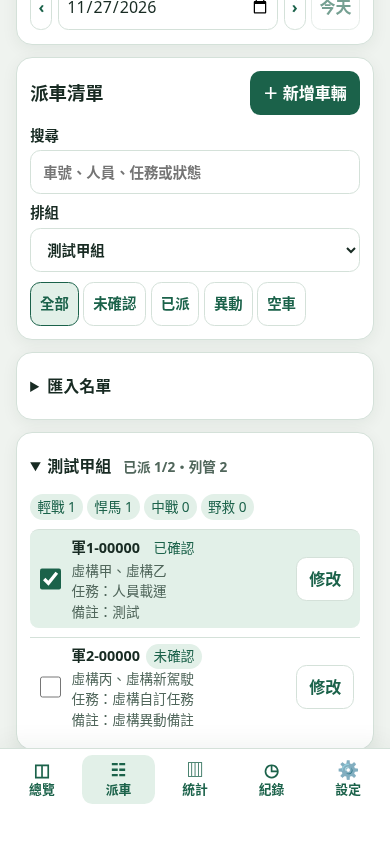 ‹ 11/27/2026 › 今天
派車清單
＋ 新增車輛
搜尋
車號、人員、任務或狀態
排組
測試甲組
全部 未確認 已派 異動 空車
▶ 匯入名單
▼ 測試甲組 已派 1/2・列管 2
輕戰 1 悍馬 1 中戰 0 野救 0
軍1-00000 已確認
虛構甲、虛構乙
任務：人員載運
備註：測試
修改
軍2-00000 未確認
虛構丙、虛構新駕駛
任務：虛構自訂任務
備註：虛構異動備註
修改
總覽 派車 統計 紀錄 設定